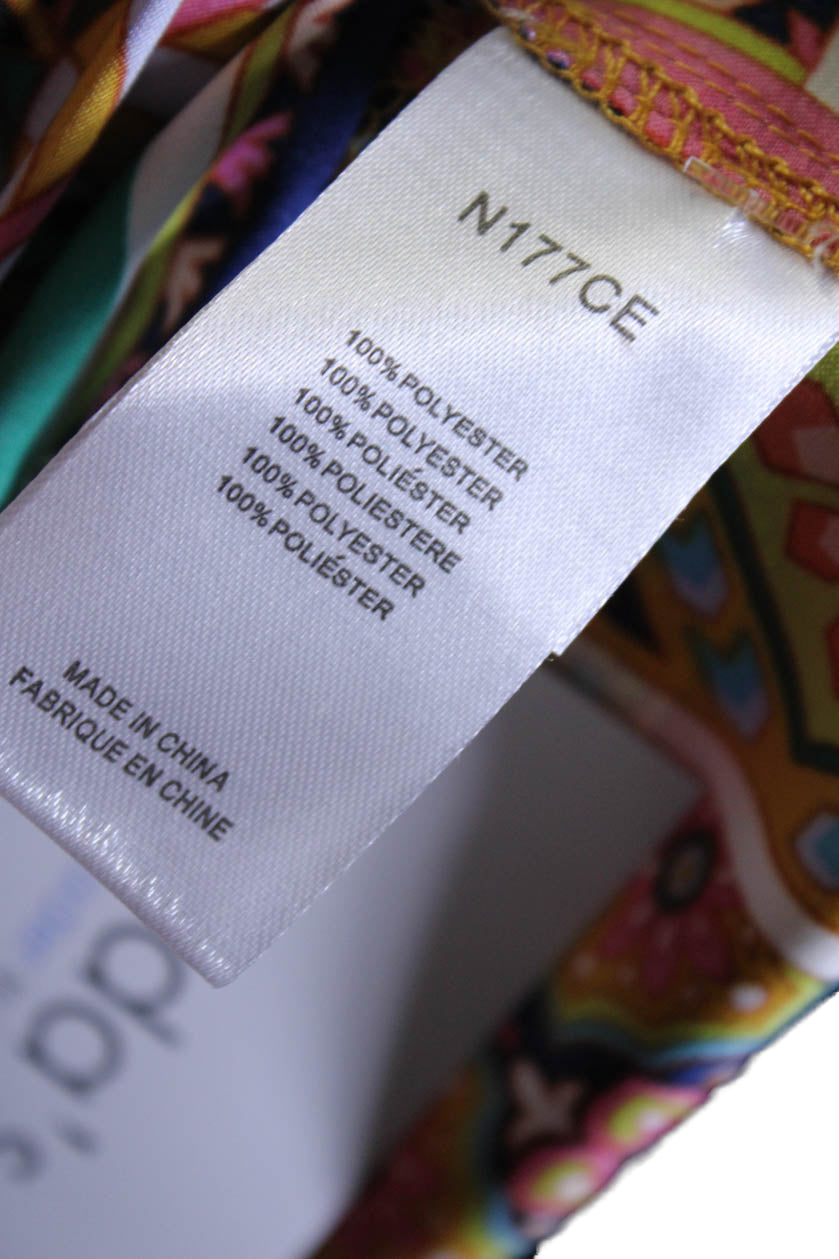 N177CE
100% POLYESTER
100% POLYESTER
100% POLIÉSTER
100% POLIESTERE
100% POLYESTER
100% POLIÉSTER
MADE IN CHINA
FABRIQUE EN CHINE